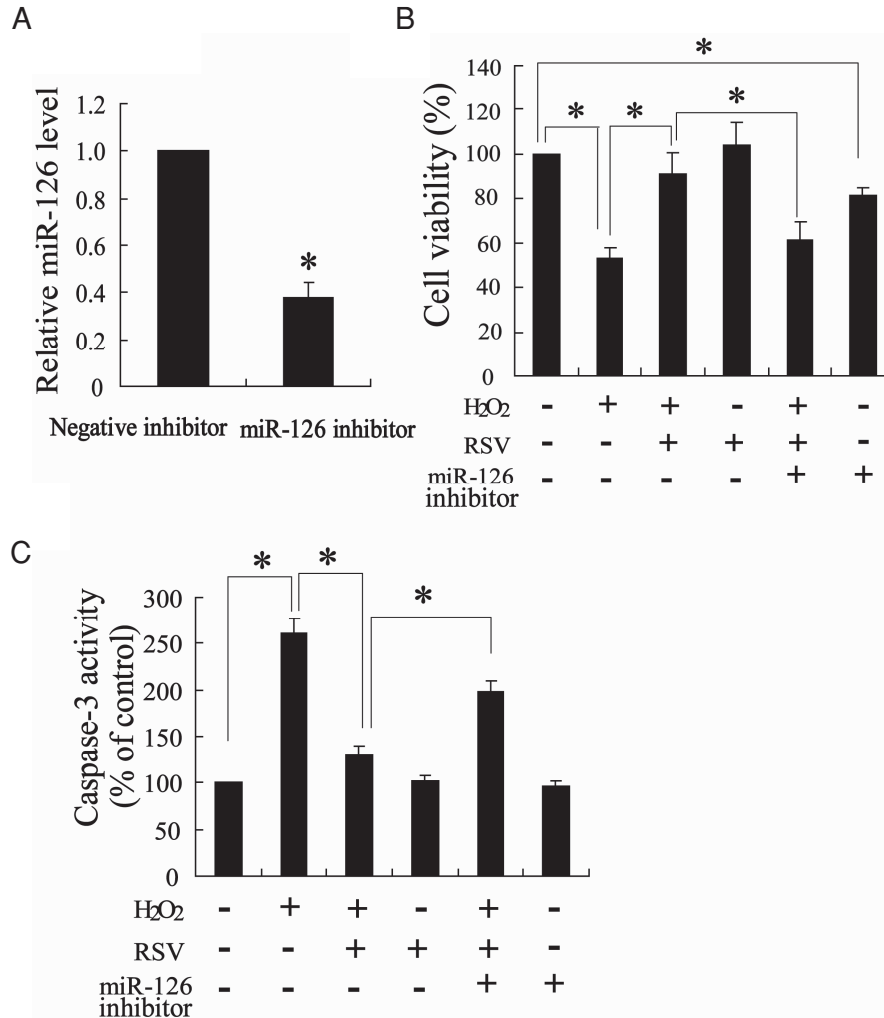 A
Relative miR-126 level
1.2
1.0
0.8
0.6
0.4
0.2
0
*
Negative inhibitor miR-126 inhibitor
B
Cell viability (%)
140
120
100
80
60
40
20
0
*
* * *
H2O2 - + + - + -
RSV - - + + + -
miR-126 inhibitor - - - - + +
C
Caspase-3 activity
(% of control)
300
250
200
150
100
50
0
* * *
H2O2 - + + - + -
RSV - - + + + -
miR-126 inhibitor - - - - + +